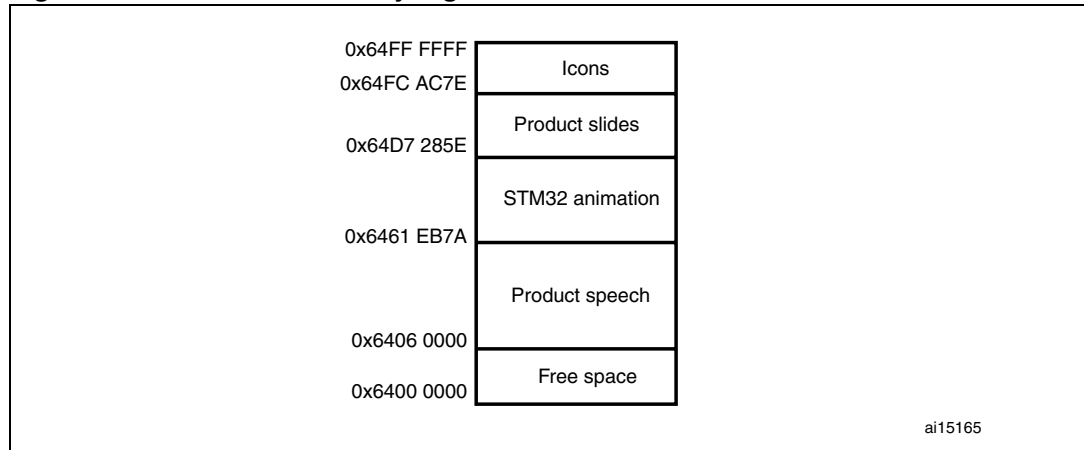 0x64FF FFFF
Icons
0x64FC AC7E
Product slides
0x64D7 285E
STM32 animation
0x6461 EB7A
Product speech
0x6406 0000
Free space
0x6400 0000
ai15165